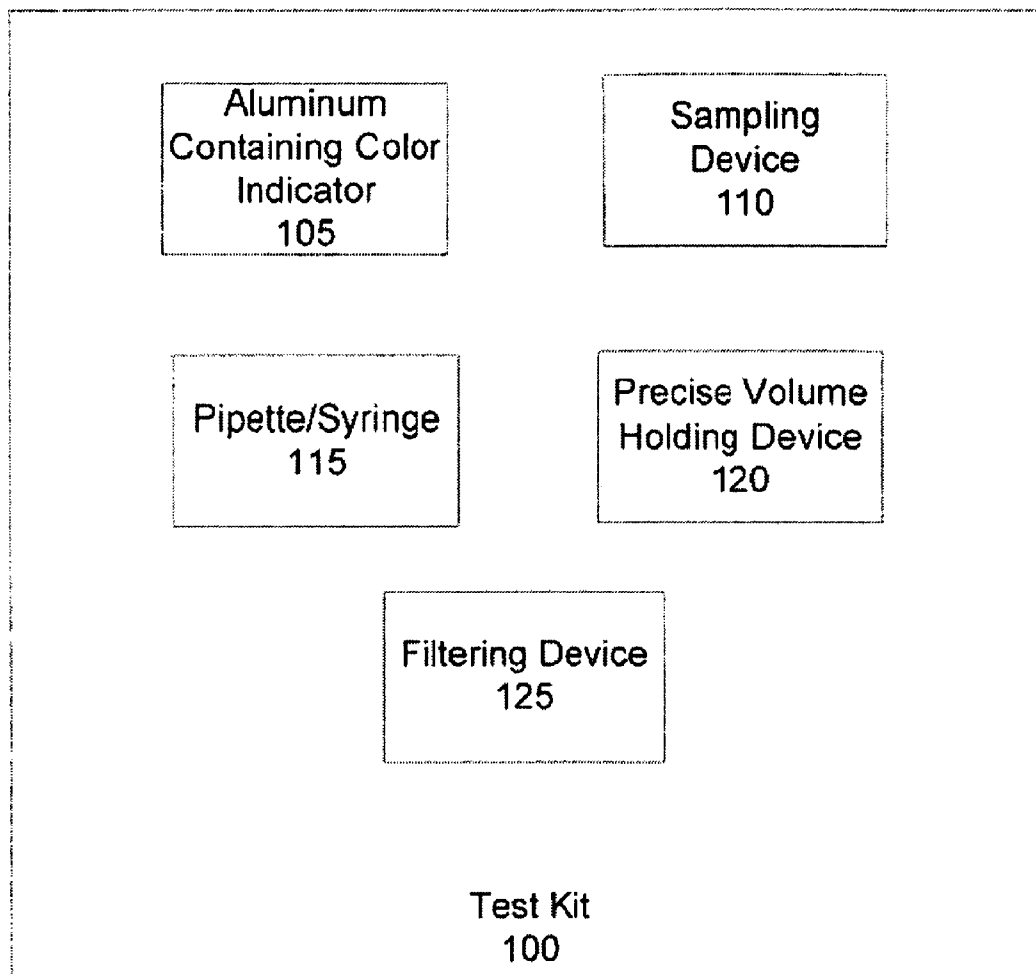 Aluminum
Containing Color
Indicator
105
Sampling
Device
110
Pipette/Syringe
115
Precise Volume
Holding Device
120
Filtering Device
125
Test Kit
100